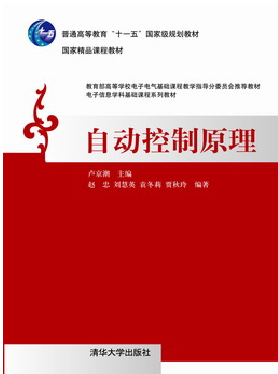 普通高等教育“十一五”国家级规划教材
国家精品课程教材
教育部高等学校电子电气基础课程教学指导分委员会推荐教材
电子信息学科基础课程系列教材
自动控制原理
卢京潮 主编
赵 忠 刘慧英 袁冬莉 贾秋玲 编著
清华大学出版社